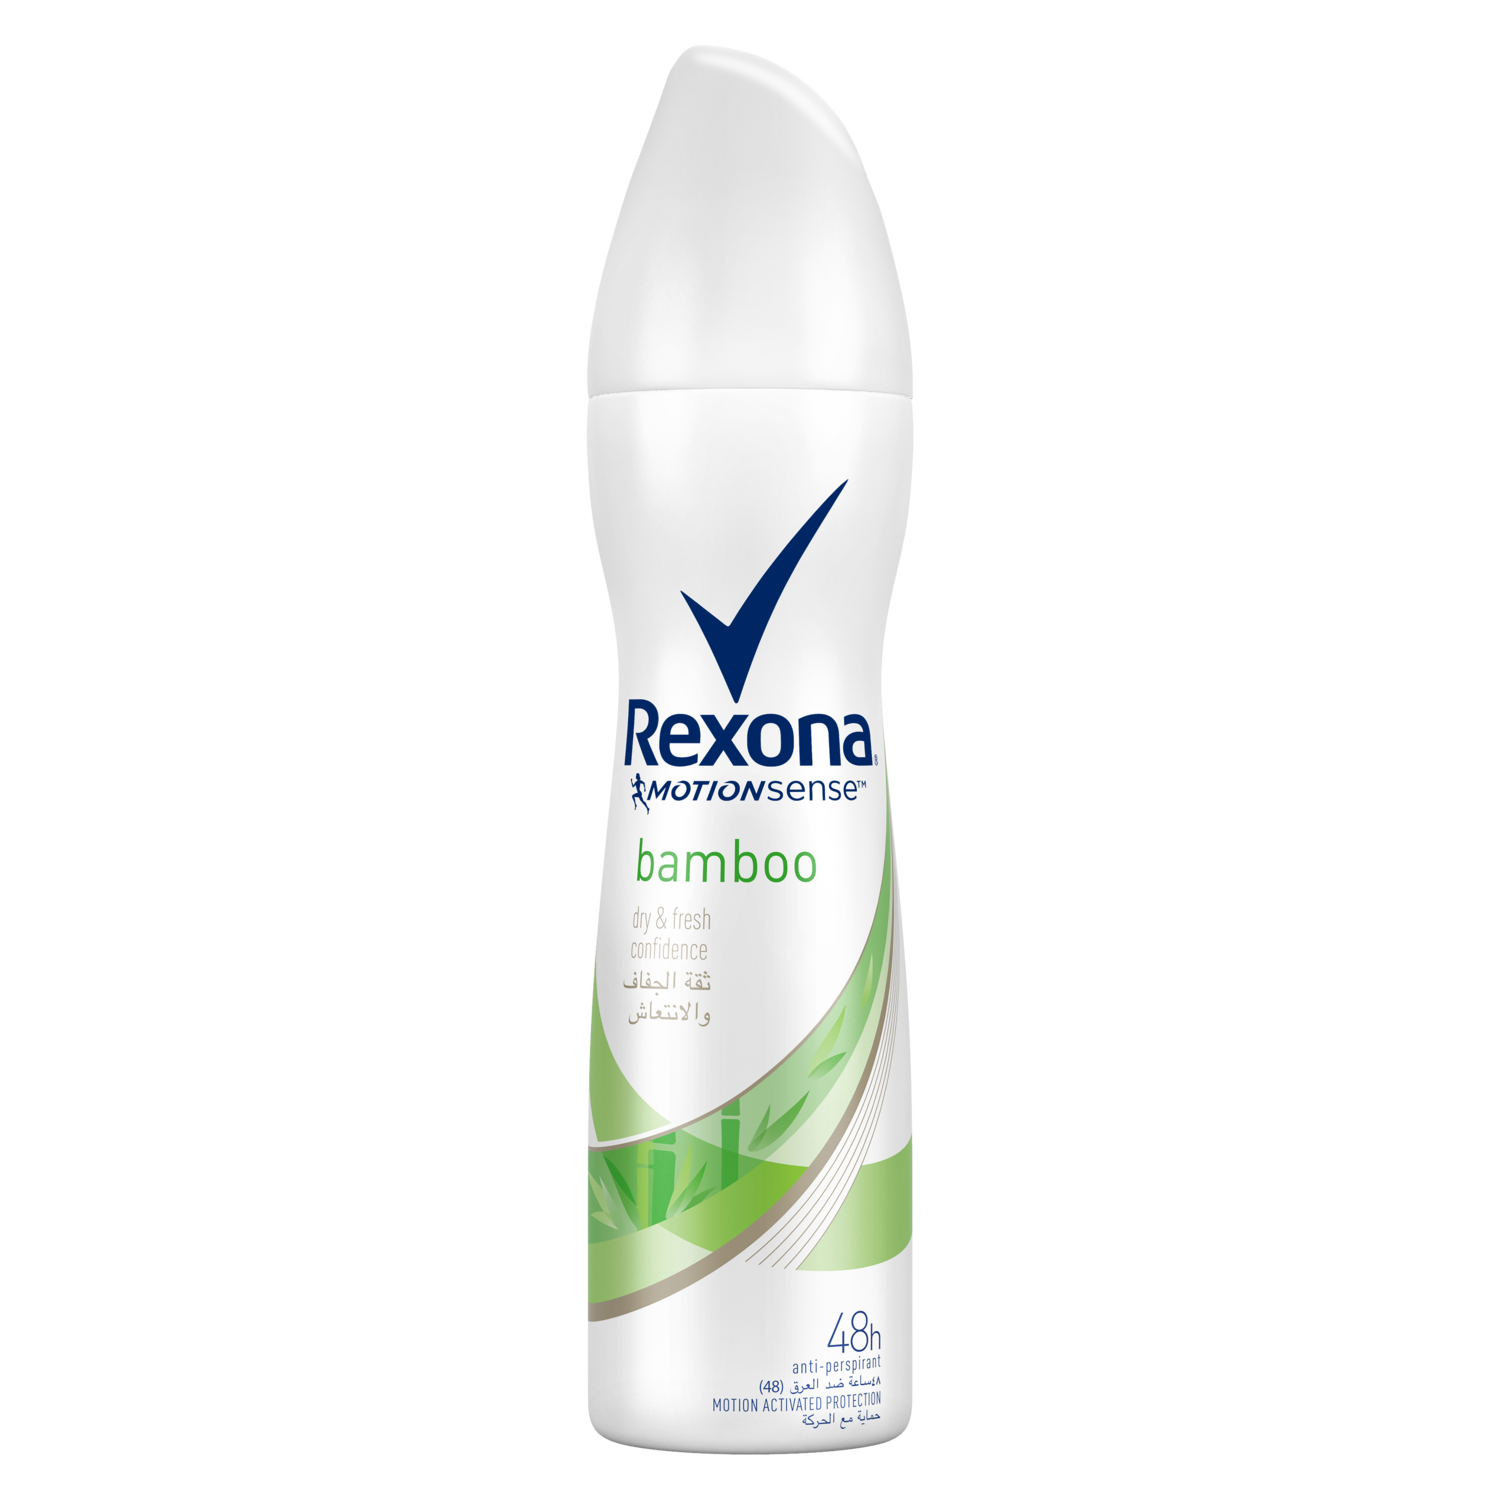 Rexona®
MOTIONsense™
bamboo
dry & fresh
confidence
ثقة الجفاف
والانتعاش
48h
anti-perspirant
٤٨ساعة ضد العرق (48)
MOTION ACTIVATED PROTECTION
حماية مع الحركة